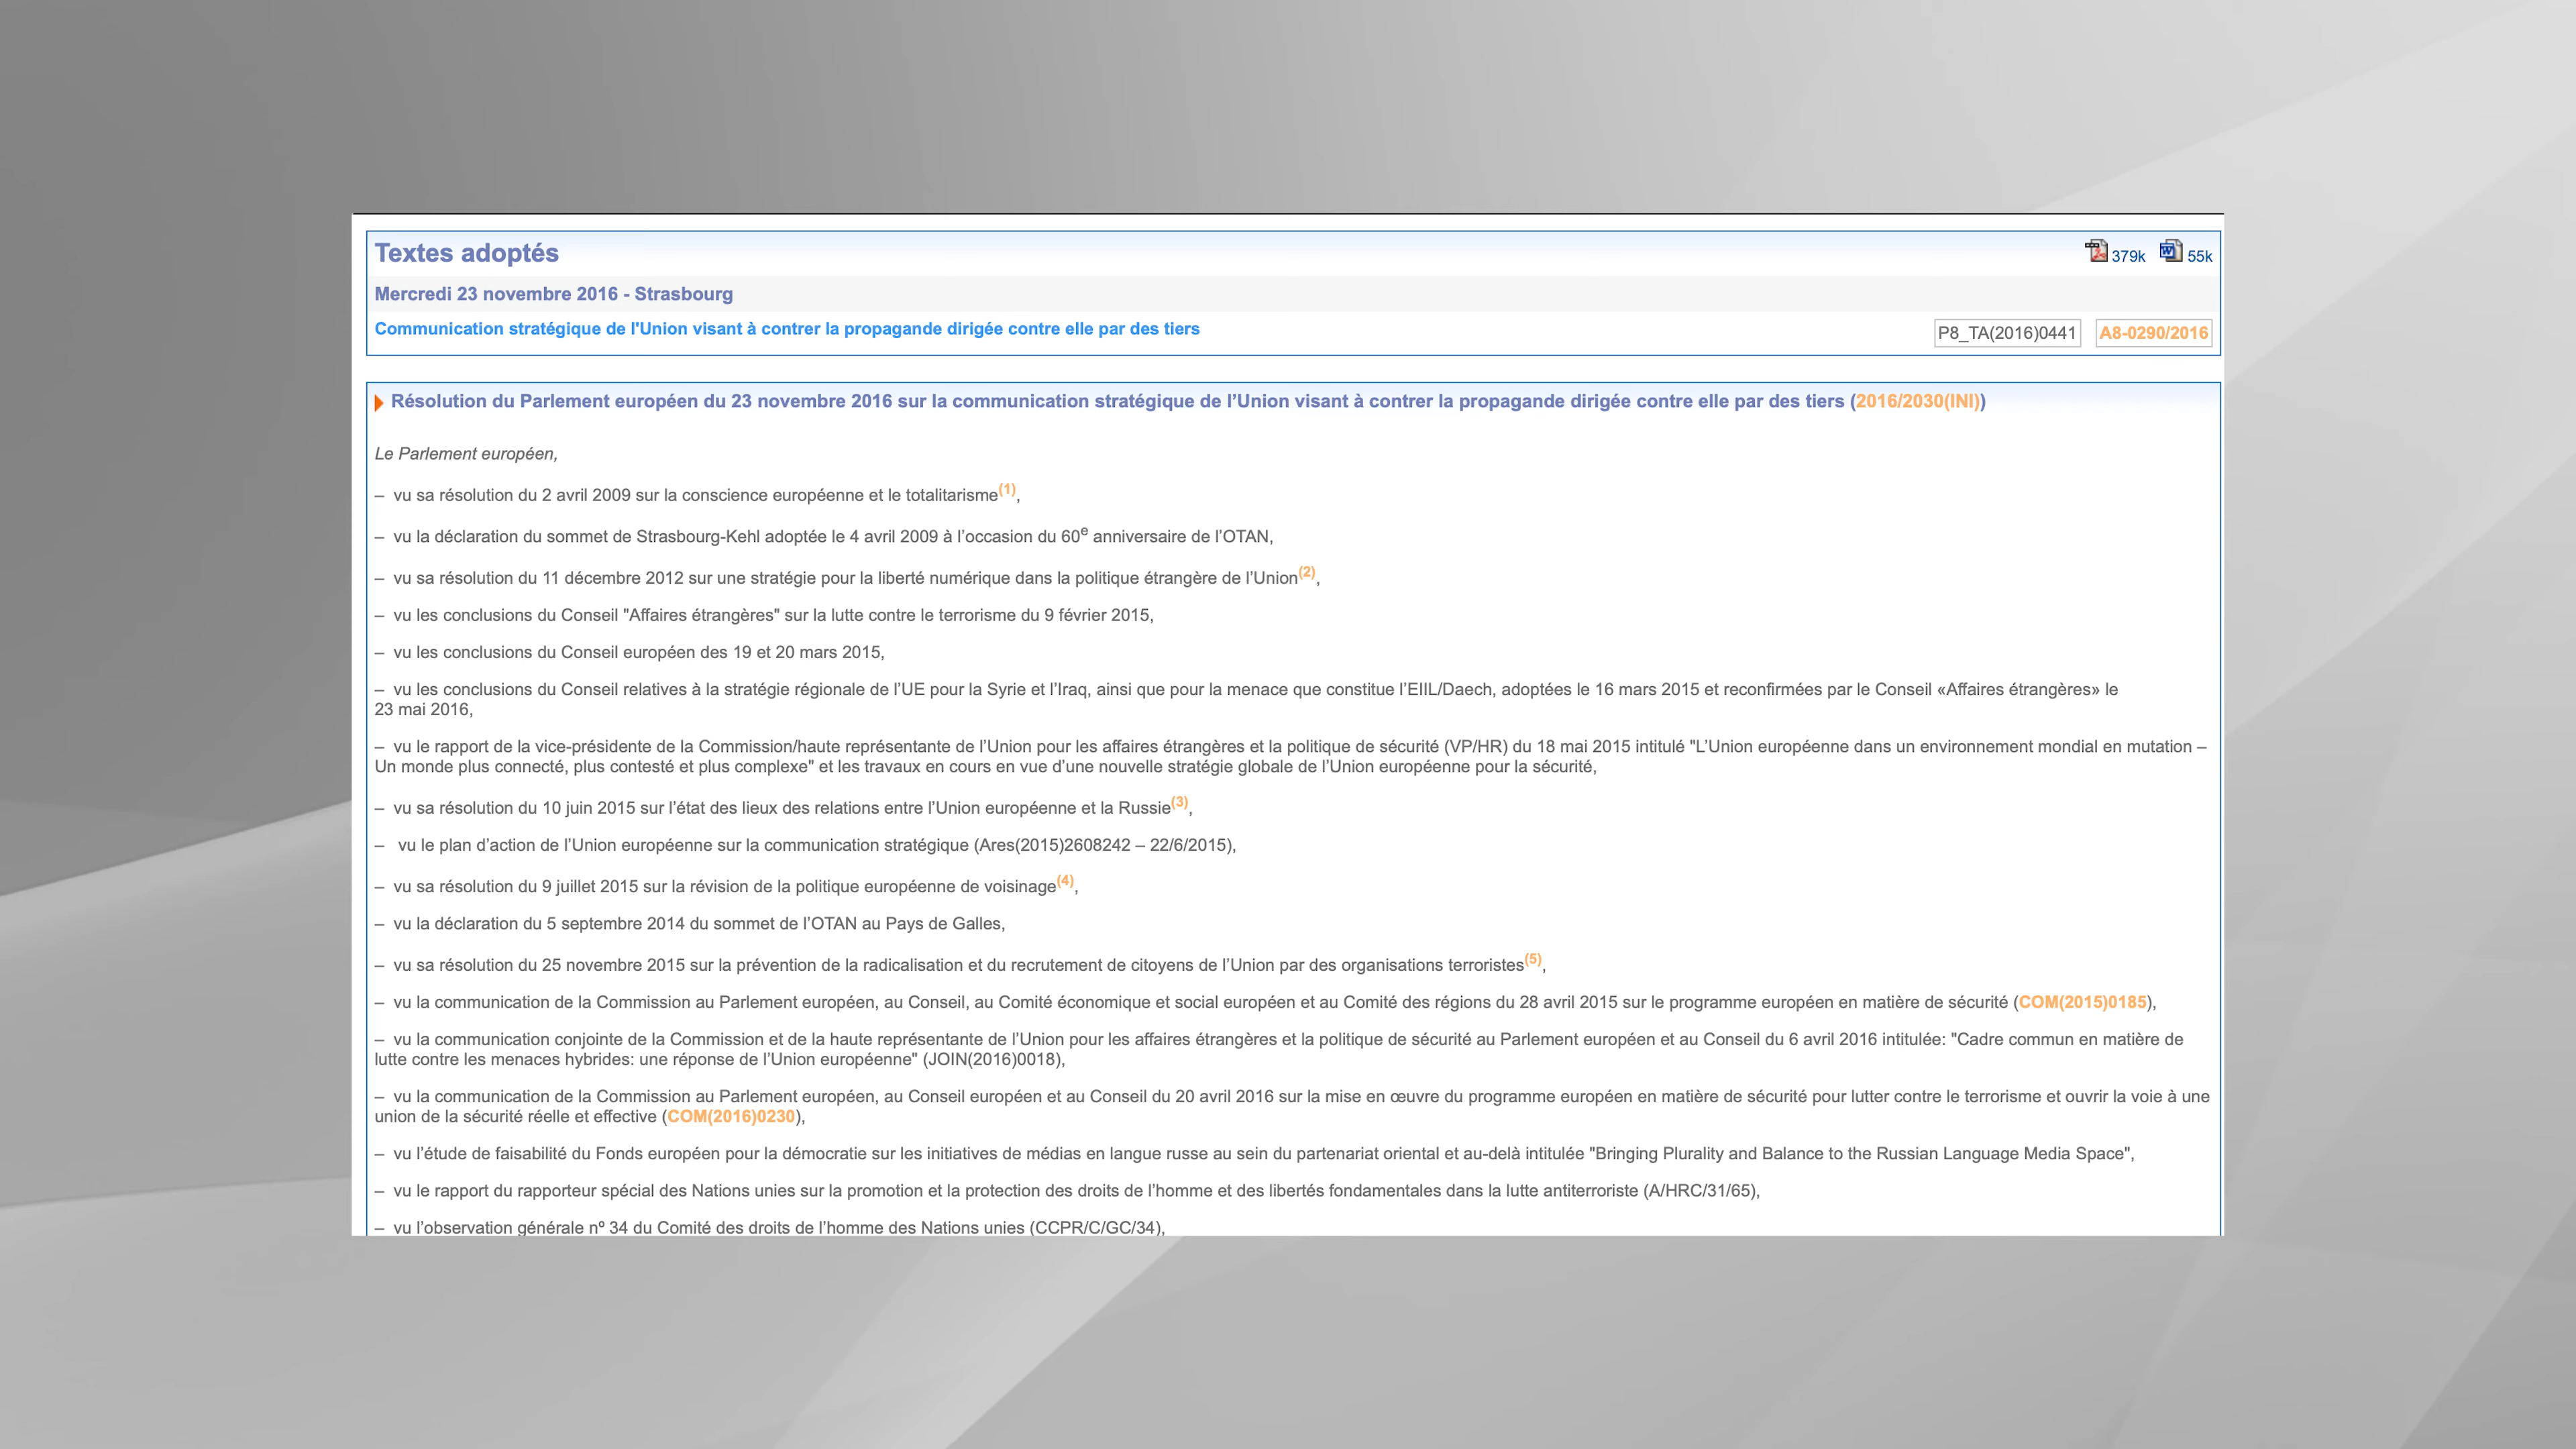 Textes adoptés
379k 55k
Mercredi 23 novembre 2016 - Strasbourg
Communication stratégique de l'Union visant à contrer la propagande dirigée contre elle par des tiers
P8_TA(2016)0441 A8-0290/2016
Résolution du Parlement européen du 23 novembre 2016 sur la communication stratégique de l’Union visant à contrer la propagande dirigée contre elle par des tiers (2016/2030(INI))
Le Parlement européen,
– vu sa résolution du 2 avril 2009 sur la conscience européenne et le totalitarisme(1),
– vu la déclaration du sommet de Strasbourg-Kehl adoptée le 4 avril 2009 à l’occasion du 60e anniversaire de l’OTAN,
– vu sa résolution du 11 décembre 2012 sur une stratégie pour la liberté numérique dans la politique étrangère de l’Union(2),
– vu les conclusions du Conseil "Affaires étrangères" sur la lutte contre le terrorisme du 9 février 2015,
– vu les conclusions du Conseil européen des 19 et 20 mars 2015,
– vu les conclusions du Conseil relatives à la stratégie régionale de l’UE pour la Syrie et l’Iraq, ainsi que pour la menace que constitue l’EIIL/Daech, adoptées le 16 mars 2015 et reconfirmées par le Conseil «Affaires étrangères» le
23 mai 2016,
– vu le rapport de la vice-présidente de la Commission/haute représentante de l’Union pour les affaires étrangères et la politique de sécurité (VP/HR) du 18 mai 2015 intitulé "L’Union européenne dans un environnement mondial en mutation –
Un monde plus connecté, plus contesté et plus complexe" et les travaux en cours en vue d’une nouvelle stratégie globale de l’Union européenne pour la sécurité,
– vu sa résolution du 10 juin 2015 sur l’état des lieux des relations entre l’Union européenne et la Russie(3),
– vu le plan d’action de l’Union européenne sur la communication stratégique (Ares(2015)2608242 – 22/6/2015),
– vu sa résolution du 9 juillet 2015 sur la révision de la politique européenne de voisinage(4),
– vu la déclaration du 5 septembre 2014 du sommet de l’OTAN au Pays de Galles,
– vu sa résolution du 25 novembre 2015 sur la prévention de la radicalisation et du recrutement de citoyens de l’Union par des organisations terroristes(5),
– vu la communication de la Commission au Parlement européen, au Conseil, au Comité économique et social européen et au Comité des régions du 28 avril 2015 sur le programme européen en matière de sécurité (COM(2015)0185),
– vu la communication conjointe de la Commission et de la haute représentante de l’Union pour les affaires étrangères et la politique de sécurité au Parlement européen et au Conseil du 6 avril 2016 intitulée: "Cadre commun en matière de
lutte contre les menaces hybrides: une réponse de l’Union européenne" (JOIN(2016)0018),
– vu la communication de la Commission au Parlement européen, au Conseil européen et au Conseil du 20 avril 2016 sur la mise en œuvre du programme européen en matière de sécurité pour lutter contre le terrorisme et ouvrir la voie à une
union de la sécurité réelle et effective (COM(2016)0230),
– vu l’étude de faisabilité du Fonds européen pour la démocratie sur les initiatives de médias en langue russe au sein du partenariat oriental et au-delà intitulée "Bringing Plurality and Balance to the Russian Language Media Space",
– vu le rapport du rapporteur spécial des Nations unies sur la promotion et la protection des droits de l’homme et des libertés fondamentales dans la lutte antiterroriste (A/HRC/31/65),
– vu l’observation générale nº 34 du Comité des droits de l’homme des Nations unies (CCPR/C/GC/34),